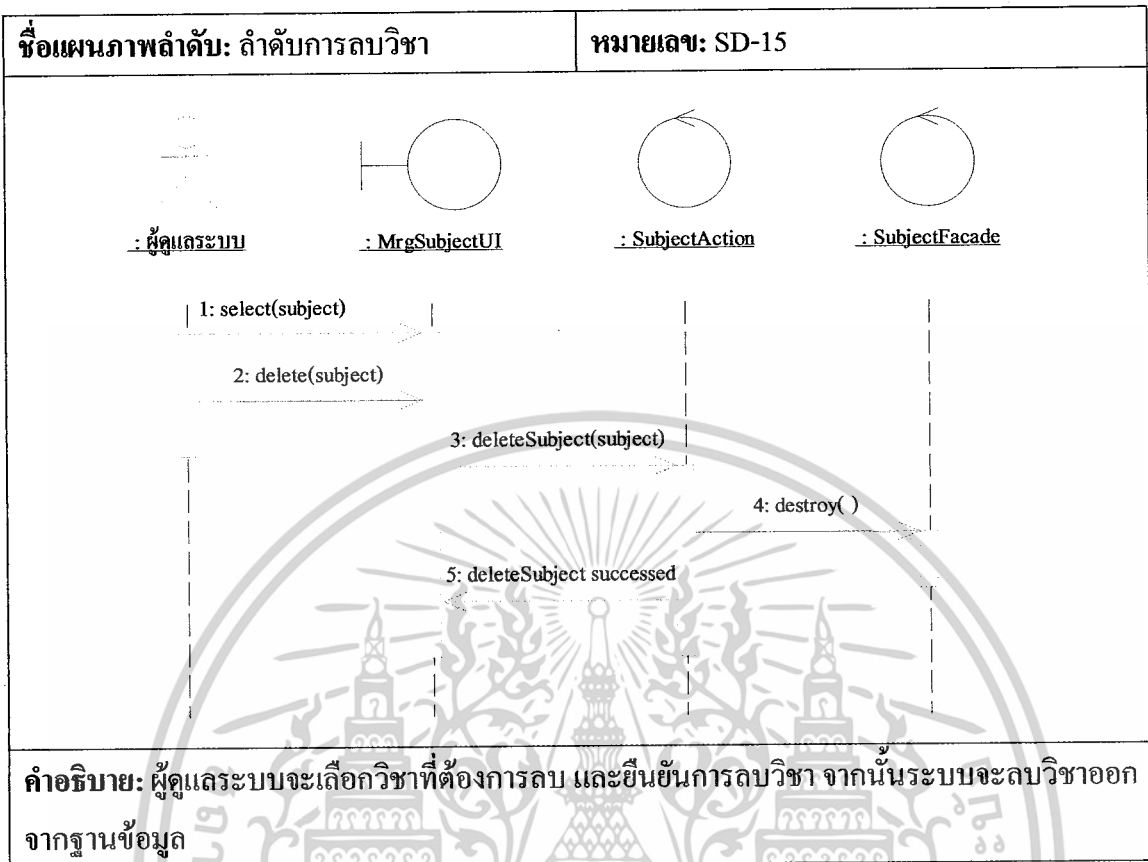 ชื่อแผนภาพลำดับ: ลำดับการลบวิชา
หมายเลข: SD-15
: ผู้ดูแลระบบ
: MrgSubjectUI
: SubjectAction
: SubjectFacade
1: select(subject)
2: delete(subject)
3: deleteSubject(subject)
4: destroy( )
5: deleteSubject successed
คำอธิบาย: ผู้ดูแลระบบจะเลือกวิชาที่ต้องการลบ และยืนยันการลบวิชา จากนั้นระบบจะลบวิชาออก
จากฐานข้อมูล